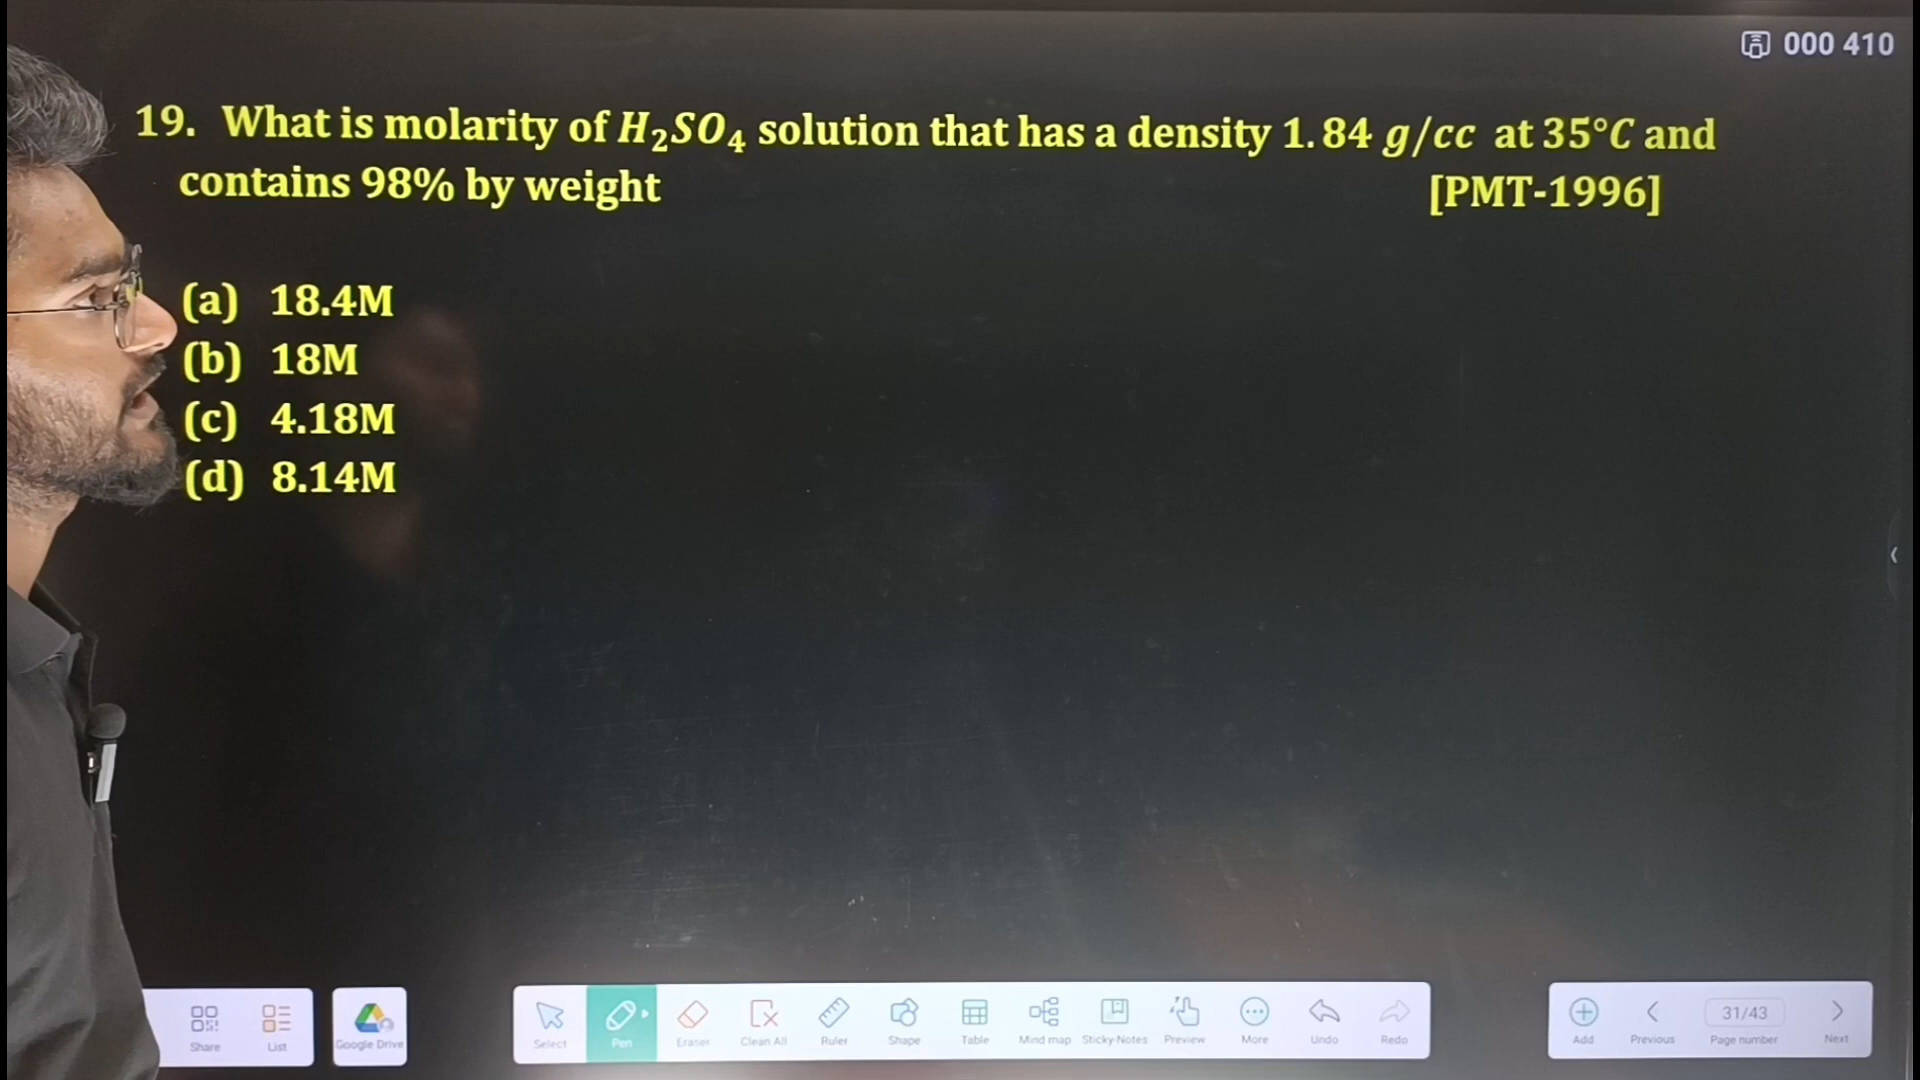 000 410
19. What is molarity of H₂SO₄ solution that has a density 1.84 g/cc at 35°C and
contains 98% by weight [PMT-1996]
(a) 18.4M
(b) 18M
(c) 4.18M
(d) 8.14M
Share List Google Drive Select Pen Eraser Clean All Ruler Shape Table Mind map Sticky Notes Preview More Undo Redo Add Previous 31/43 Page number Next